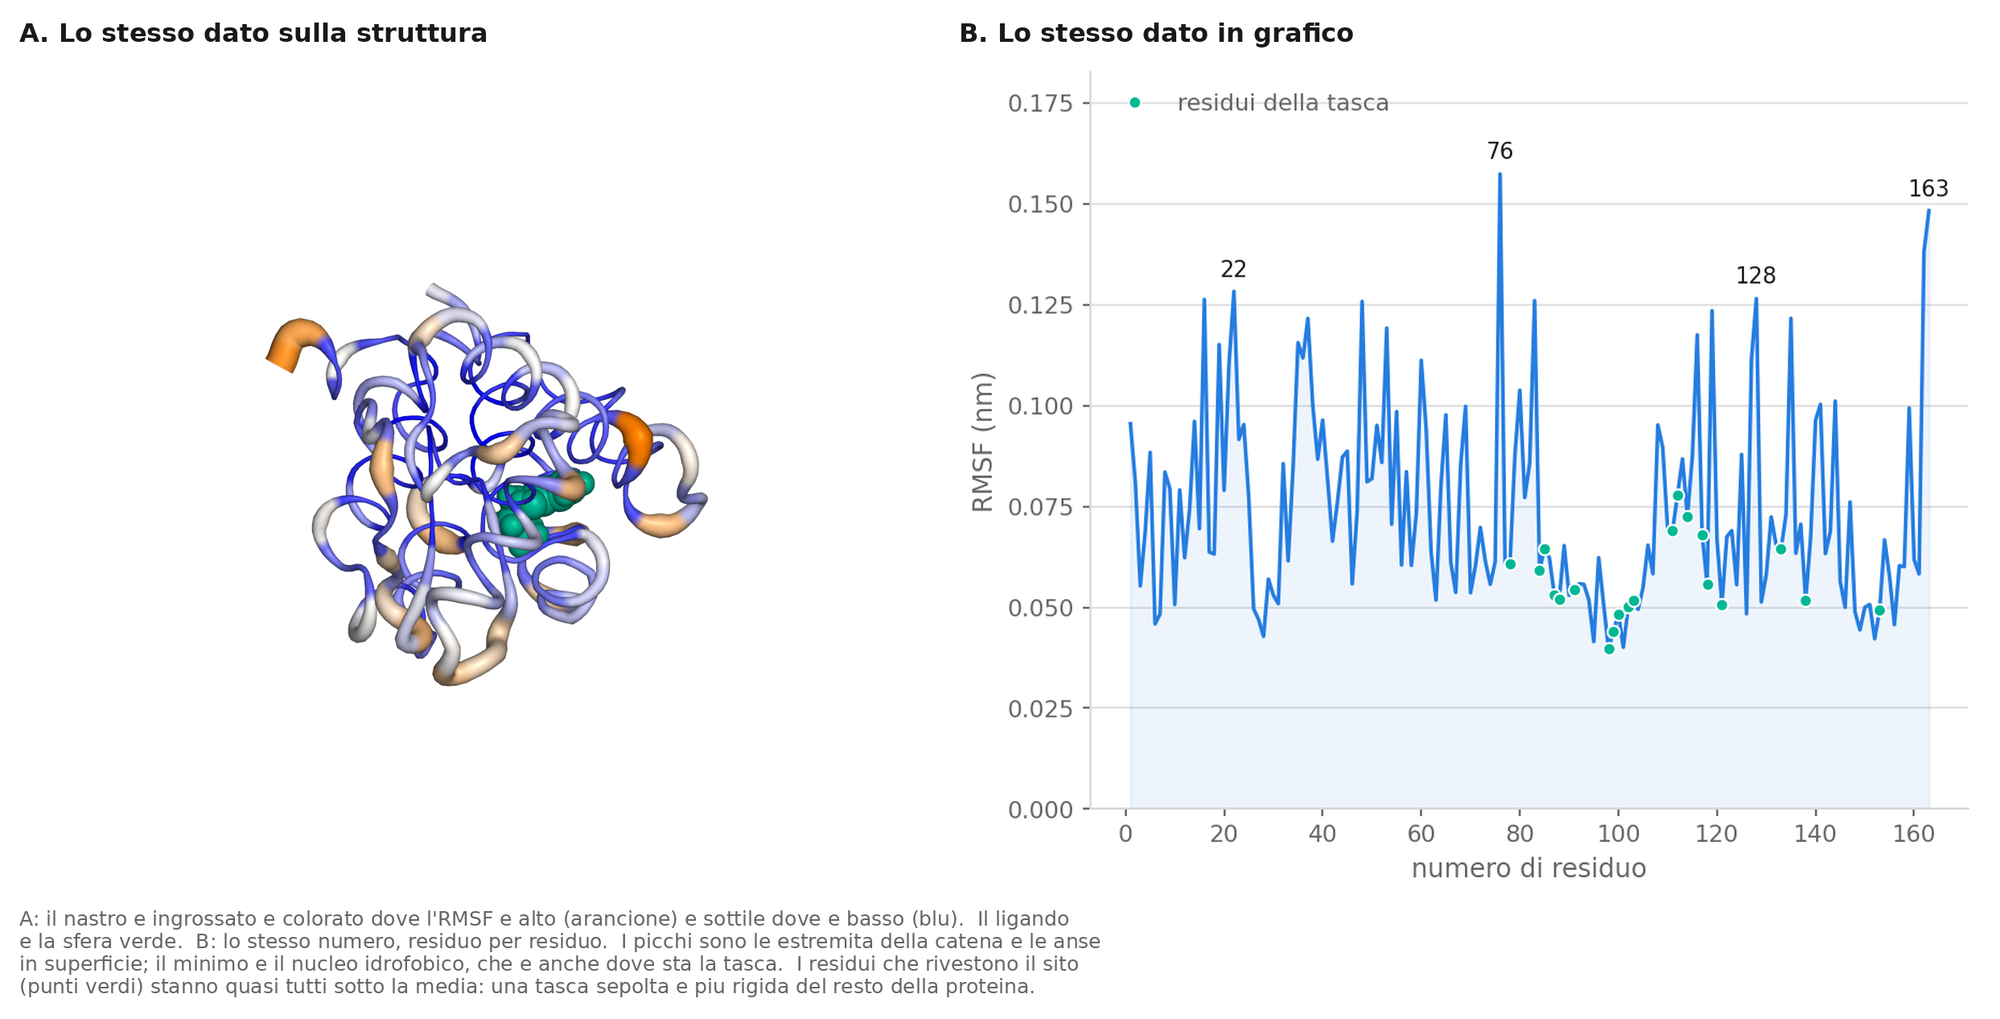 A. Lo stesso dato sulla struttura
B. Lo stesso dato in grafico
residui della tasca
76
163
22
128
0.175
0.150
0.125
0.100
0.075
0.050
0.025
0.000
RMSF (nm)
0 20 40 60 80 100 120 140 160
numero di residuo
A: il nastro e ingrossato e colorato dove l'RMSF e alto (arancione) e sottile dove e basso (blu).  Il ligando
e la sfera verde.  B: lo stesso numero, residuo per residuo.  I picchi sono le estremita della catena e le anse
in superficie; il minimo e il nucleo idrofobico, che e anche dove sta la tasca.  I residui che rivestono il sito
(punti verdi) stanno quasi tutti sotto la media: una tasca sepolta e piu rigida del resto della proteina.